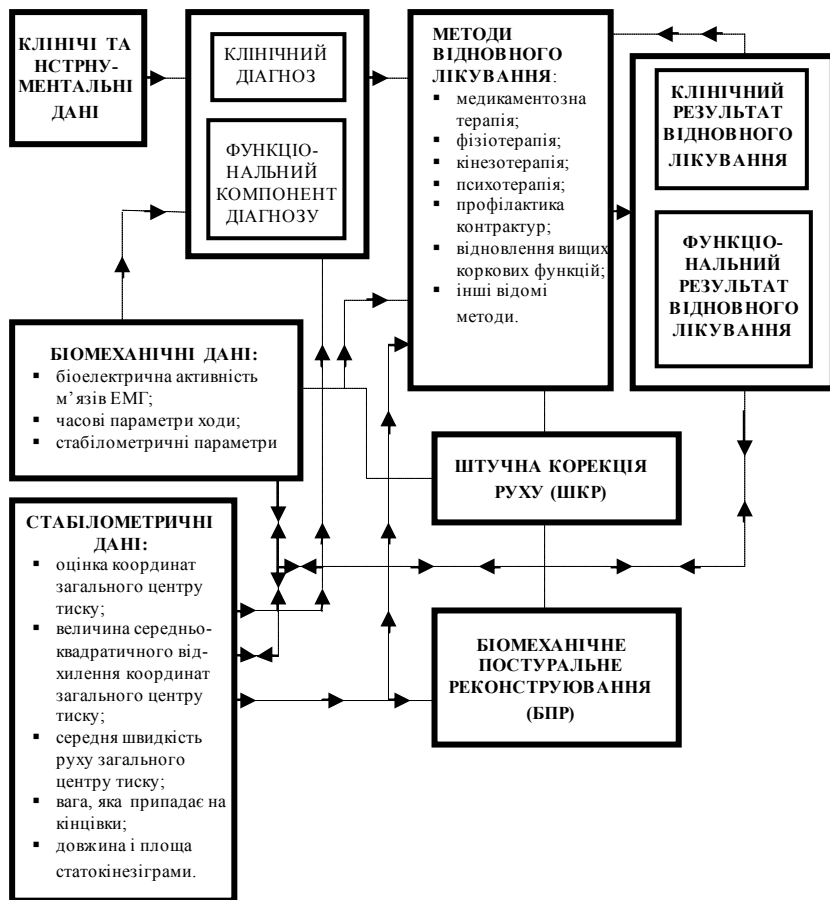 КЛІНІЧІ ТА
НСТРНУ-
МЕНТАЛЬНІ
ДАНІ
КЛІНІЧНИЙ
ДІАГНОЗ
ФУНКЦІО-
НАЛЬНИЙ
КОМПОНЕНТ
ДІАГНОЗУ
МЕТОДИ
ВІДНОВНОГО
ЛІКУВАННЯ:
▪ медикаментозна
терапія;
▪ фізіотерапія;
▪ кінезотерапія;
▪ психотерапія;
▪ профілактика
контрактур;
▪ відновлення вищих
коркових функцій;
▪ інші відомі
методи.
КЛІНІЧНИЙ
РЕЗУЛЬТАТ
ВІДНОВНОГО
ЛІКУВАННЯ
ФУНКЦІО-
НАЛЬНИЙ
РЕЗУЛЬТАТ
ВІДНОВНОГО
ЛІКУВАННЯ
БІОМЕХАНІЧНІ ДАНІ:
▪ біоелектрична активність
м’язів ЕМГ;
▪ часові параметри ходи;
▪ стабілометричні параметри
ШТУЧНА КОРЕКЦІЯ
РУХУ (ШКР)
СТАБІЛОМЕТРИЧНІ
ДАНІ:
▪ оцінка координат
загального центру
тиску;
▪ величина середньо-
квадратичного від-
хилення координат
загального центру
тиску;
▪ середня швидкість
руху загального
центру тиску;
▪ вага, яка припадає на
кінцівки;
▪ довжина і площа
статокінезіграми.
БІОМЕХАНІЧНЕ
ПОСТУРАЛЬНЕ
РЕКОНСТРУЮВАННЯ
(БПР)